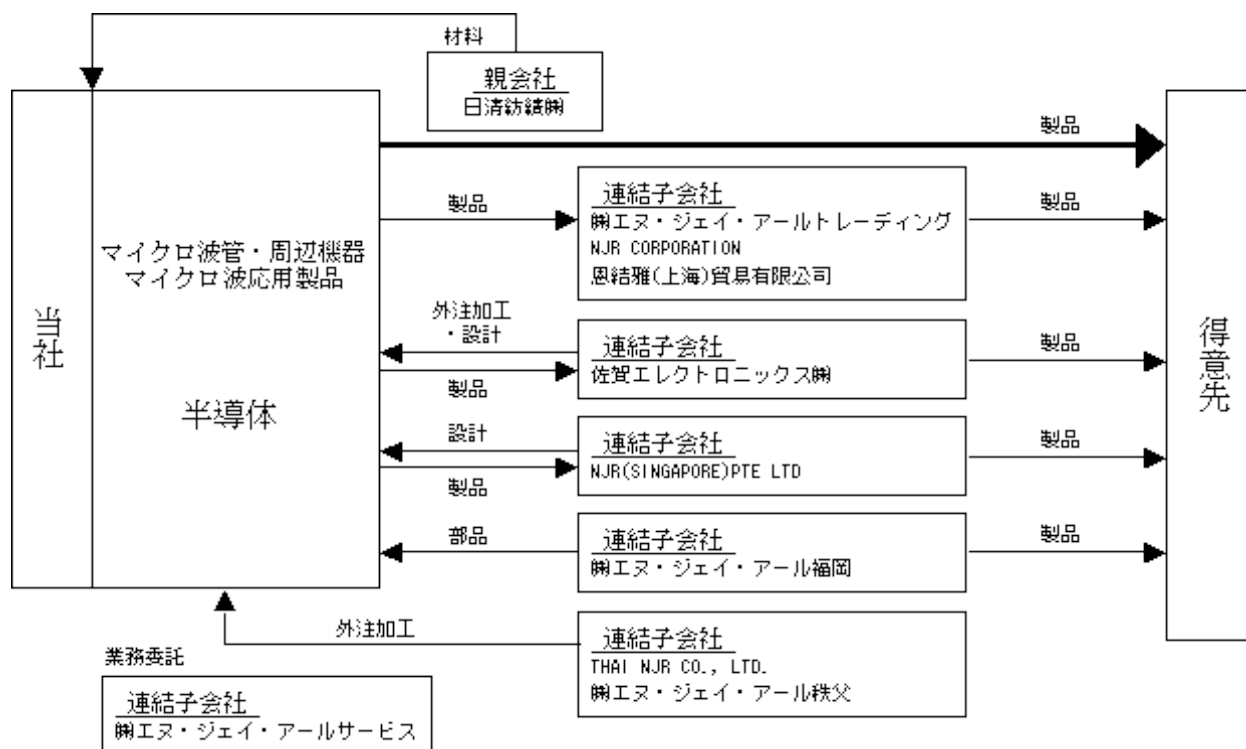 材料
親会社
日清紡績㈱
製品
製品
連結子会社
㈱エヌ・ジェイ・アールトレーディング
NJR CORPORATION
恩結雅(上海)貿易有限公司
製品
マイクロ波管・周辺機器
マイクロ波応用製品
当社
半導体
外注加工
・設計
製品
連結子会社
佐賀エレクトロニックス㈱
製品
得意先
設計
製品
連結子会社
NJR(SINGAPORE)PTE LTD
製品
部品
連結子会社
㈱エヌ・ジェイ・アール福岡
製品
外注加工
連結子会社
THAI NJR CO., LTD.
㈱エヌ・ジェイ・アール秩父
業務委託
連結子会社
㈱エヌ・ジェイ・アールサービス